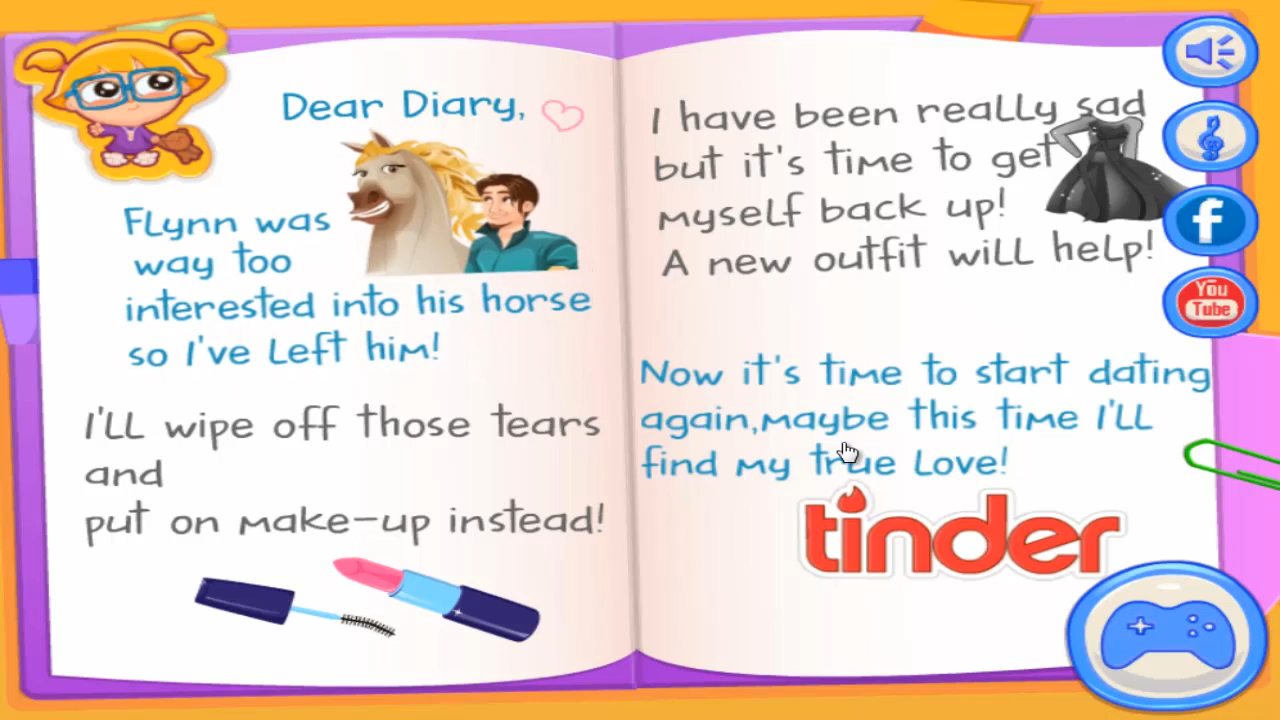 Dear Diary,
Flynn was
way too
interested into his horse
so I've Left him!
I'LL wipe off those tears
and
put on make-up instead!
I have been really sad
but it's time to get
myself back up!
A new outfit will help!
Now it's time to start dating
again,maybe this time I'LL
find my true Love!
tinder
f
You
Tube